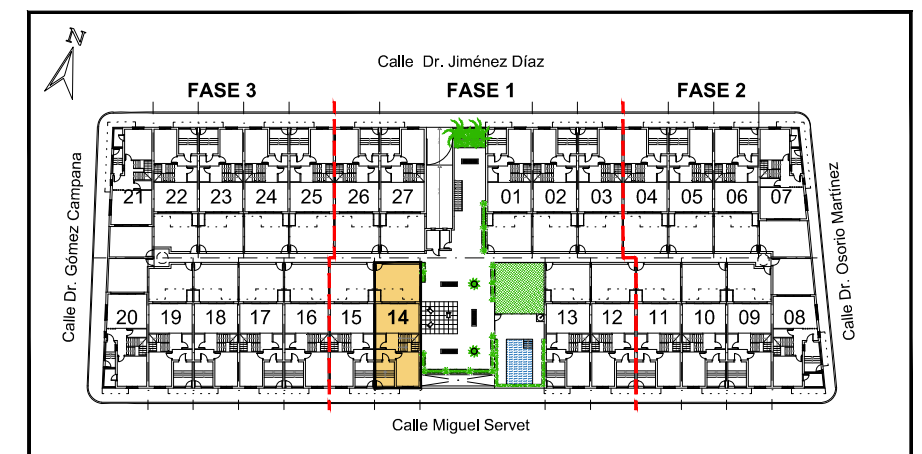 N
Calle Dr. Jiménez Díaz
FASE 3 FASE 1 FASE 2
21 22 23 24 25 26 27 01 02 03 04 05 06 07
Calle Dr. Gómez Campana
Calle Dr. Osorio Martínez
20 19 18 17 16 15 14 13 12 11 10 09 08
Calle Miguel Servet